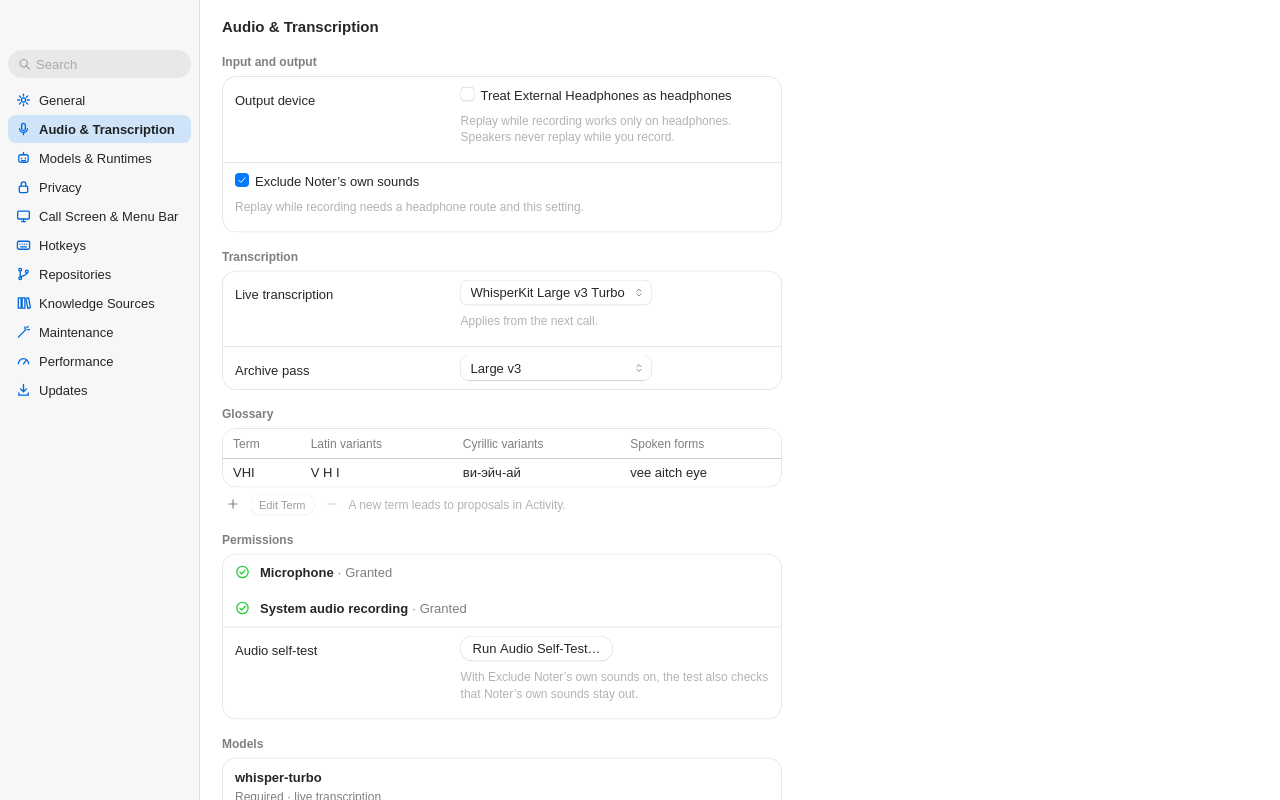 Audio & Transcription
Search
General
Audio & Transcription
Models & Runtimes
Privacy
Call Screen & Menu Bar
Hotkeys
Repositories
Knowledge Sources
Maintenance
Performance
Updates
Input and output
Output device
Treat External Headphones as headphones
Replay while recording works only on headphones.
Speakers never replay while you record.
Exclude Noter’s own sounds
Replay while recording needs a headphone route and this setting.
Transcription
Live transcription
WhisperKit Large v3 Turbo
Applies from the next call.
Archive pass
Large v3
Glossary
Term Latin variants Cyrillic variants Spoken forms
VHI V H I ви-эйч-ай vee aitch eye
Edit Term
A new term leads to proposals in Activity.
Permissions
Microphone · Granted
System audio recording · Granted
Audio self-test
Run Audio Self-Test…
With Exclude Noter’s own sounds on, the test also checks
that Noter’s own sounds stay out.
Models
whisper-turbo
Required · live transcription